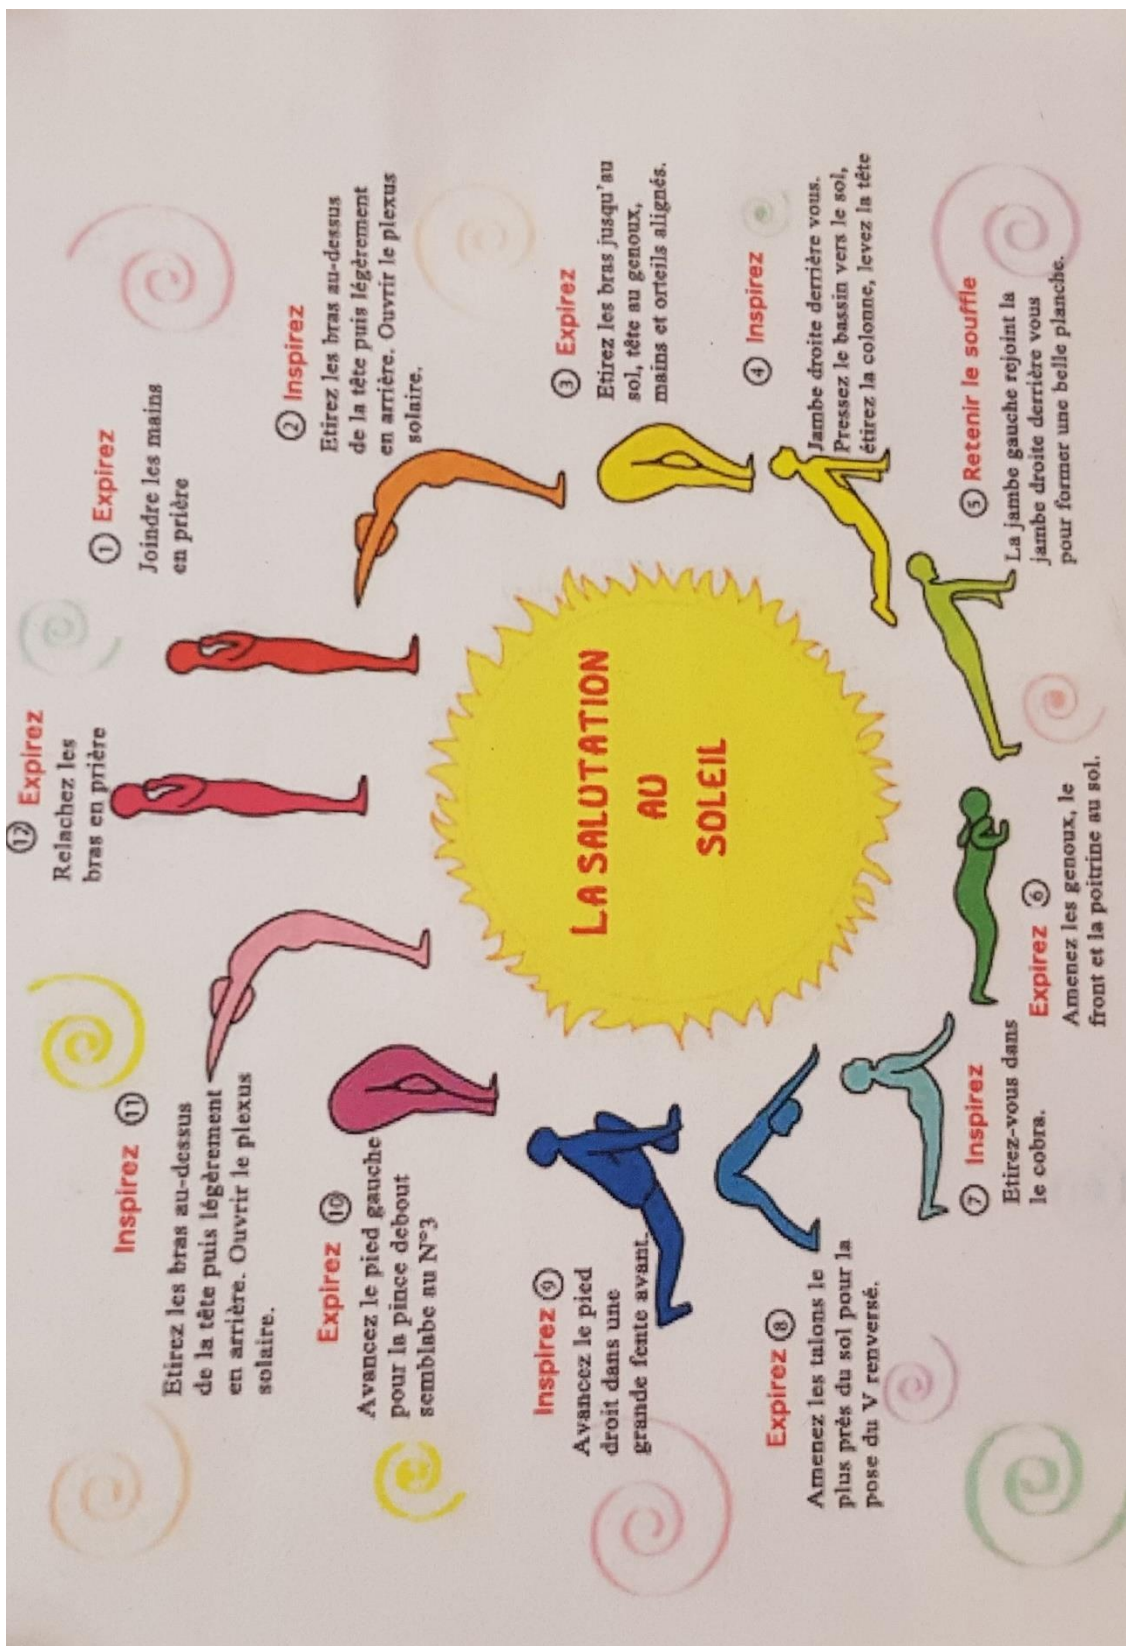 LA SALUTATION
AU
SOLEIL
① Expirez
Joindre les mains
en prière
② Inspirez
Etirez les bras au-dessus
de la tête puis légèrement
en arrière. Ouvrir le plexus
solaire.
③ Expirez
Etirez les bras jusqu'au
sol, tête au genoux,
mains et orteils alignés.
④ Inspirez
Jambe droite derrière vous.
Pressez le bassin vers le sol,
étirez la colonne, levez la tête
⑤ Retenir le souffle
La jambe gauche rejoint la
jambe droite derrière vous
pour former une belle planche.
Expirez ⑥
Amenez les genoux, le
front et la poitrine au sol.
⑦ Inspirez
Etirez-vous dans
le cobra.
Expirez ⑧
Amenez les talons le
plus près du sol pour la
pose du V renversé.
Inspirez ⑨
Avancez le pied
droit dans une
grande fente avant.
Expirez ⑩
Avancez le pied gauche
pour la pince debout
semblabe au N°3
Inspirez ⑪
Etirez les bras au-dessus
de la tête puis légèrement
en arrière. Ouvrir le plexus
solaire.
⑫ Expirez
Relachez les
bras en prière